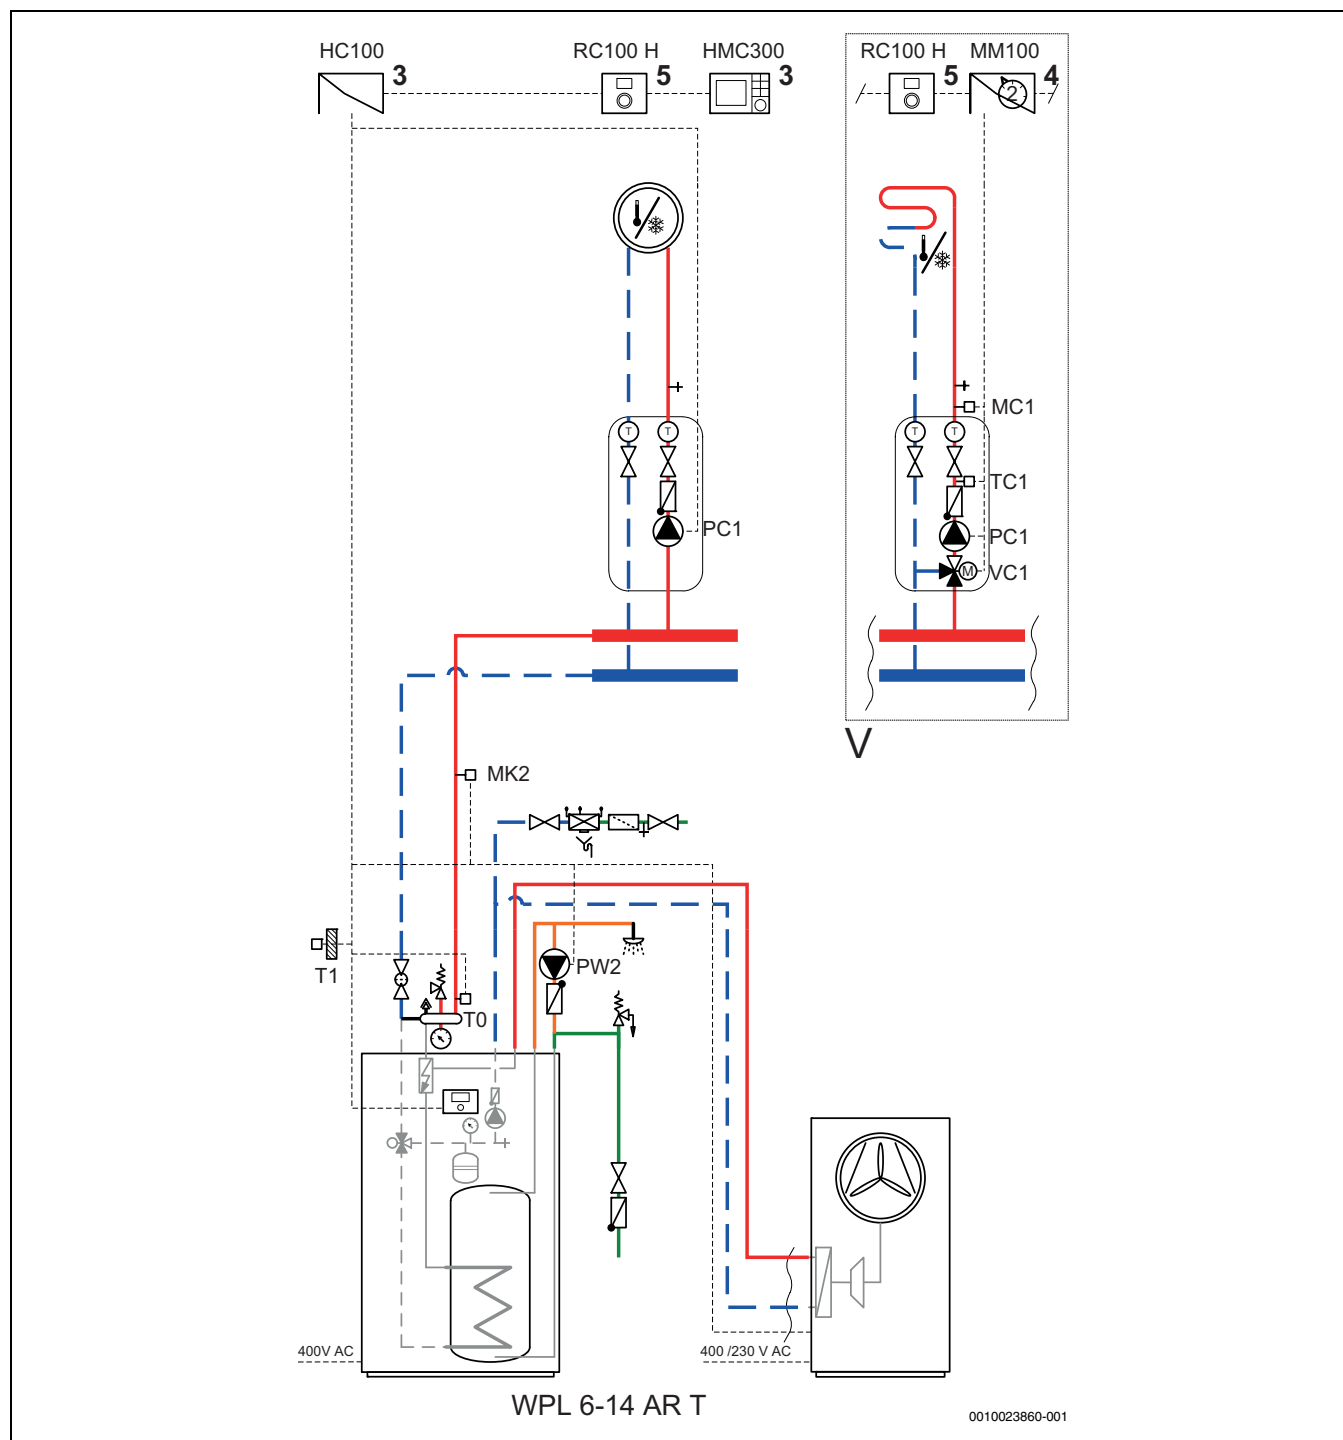 HC100
3
RC100 H
5
HMC300
3
RC100 H
5
MM100
4
2
T
T
PC1
T
T
MC1
TC1
PC1
M
VC1
V
MK2
T1
PW2
T0
400V AC
400 /230 V AC
WPL 6-14 AR T
0010023860-001